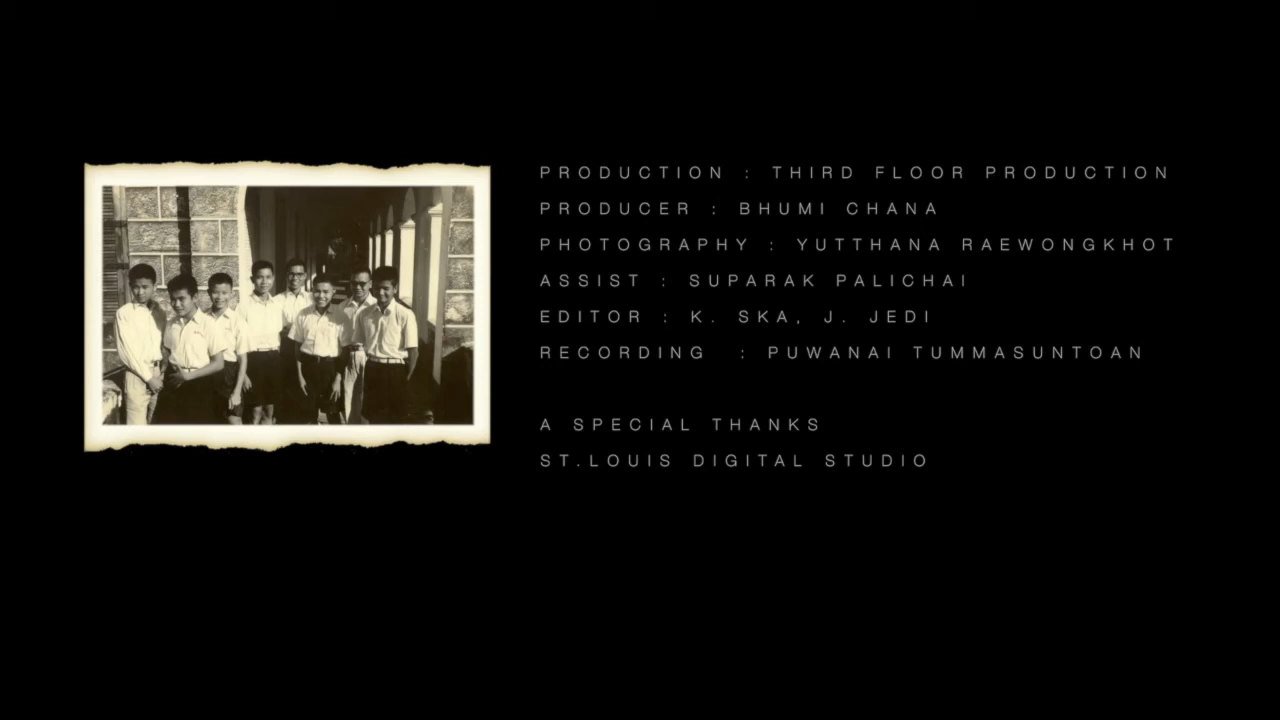 PRODUCTION : THIRD FLOOR PRODUCTION
PRODUCER : BHUMI CHANA
PHOTOGRAPHY : YUTTHANA RAEWONGKHOT
ASSIST : SUPARAK PALICHAI
EDITOR : K. SKA, J. JEDI
RECORDING : PUWANAI TUMMASUNTOAN
A SPECIAL THANKS
ST.LOUIS DIGITAL STUDIO